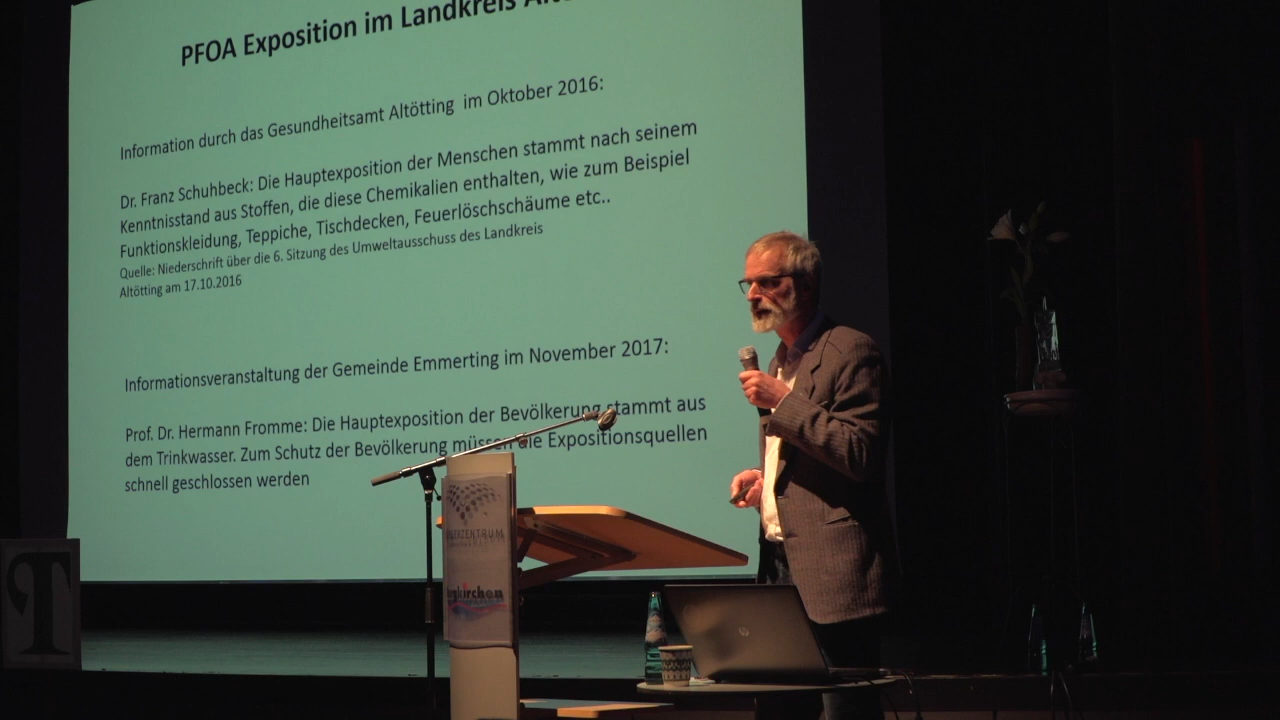 PFOA Exposition im Landkreis
Information durch das Gesundheitsamt Altötting im Oktober 2016:
Dr. Franz Schuhbeck: Die Hauptexposition der Menschen stammt nach seinem
Kenntnisstand aus Stoffen, die diese Chemikalien enthalten, wie zum Beispiel
Funktionskleidung, Teppiche, Tischdecken, Feuerlöschschäume etc..
Quelle: Niederschrift über die 6. Sitzung des Umweltausschuss des Landkreis
Altötting am 17.10.2016
Informationsveranstaltung der Gemeinde Emmerting im November 2017:
Prof. Dr. Hermann Fromme: Die Hauptexposition der Bevölkerung stammt aus
dem Trinkwasser. Zum Schutz der Bevölkerung müssen die Expositionsquellen
schnell geschlossen werden
T
hp